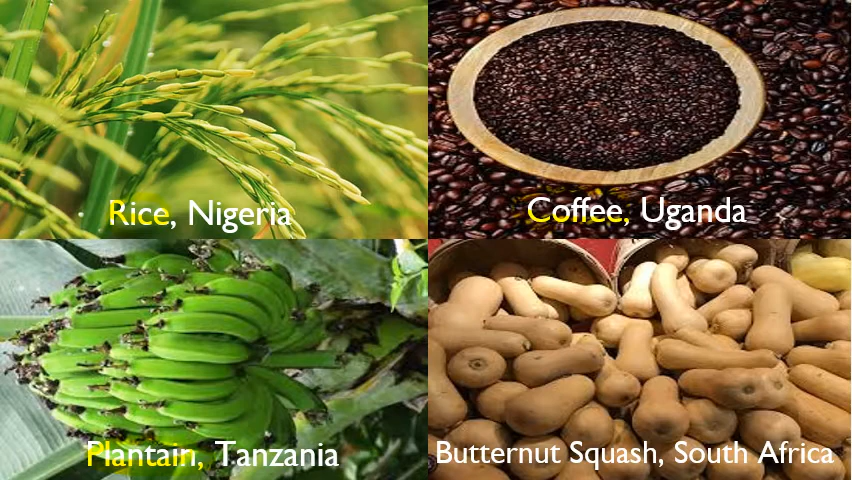 Rice, Nigeria
Coffee, Uganda
Plantain, Tanzania
Butternut Squash, South Africa